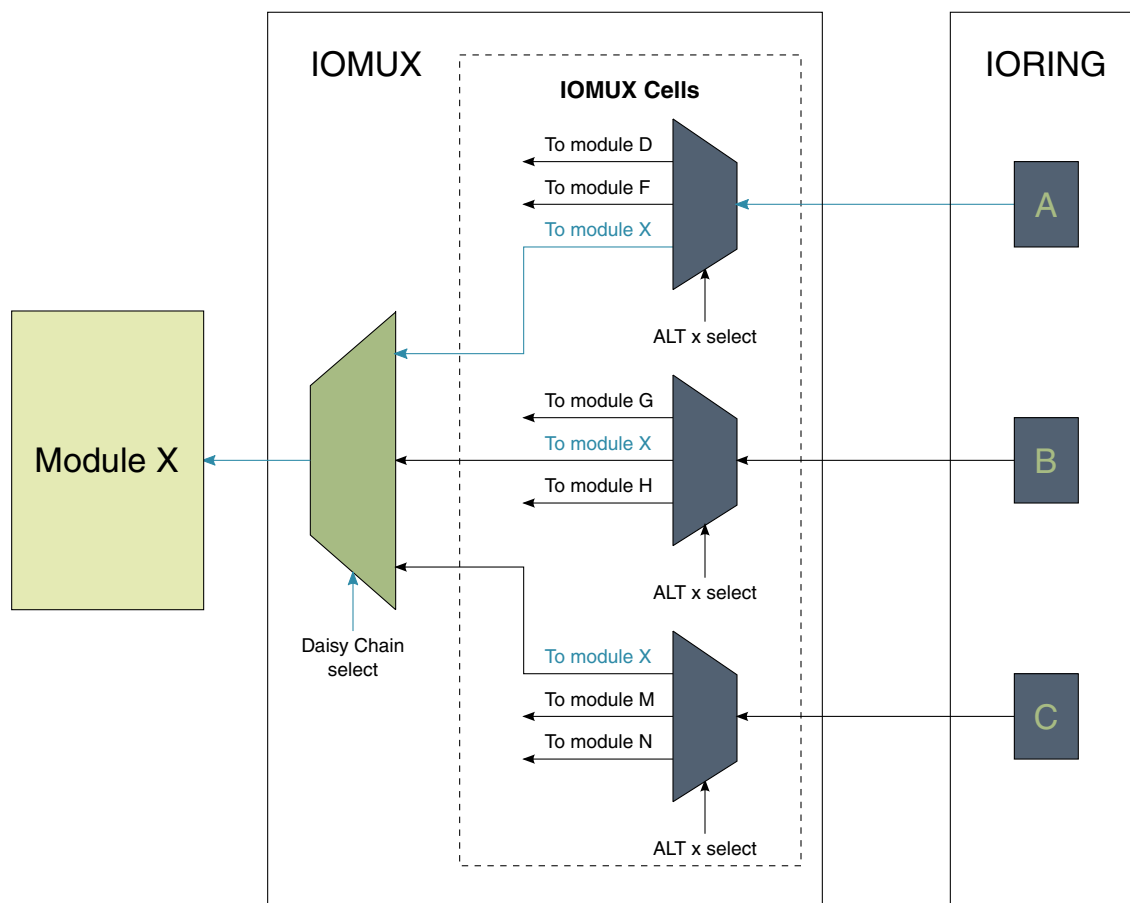 IOMUX
IORING
IOMUX Cells
To module D
To module F
To module X
A
ALT x select
Module X
To module G
To module X
To module H
B
ALT x select
Daisy Chain
select
To module X
To module M
To module N
C
ALT x select